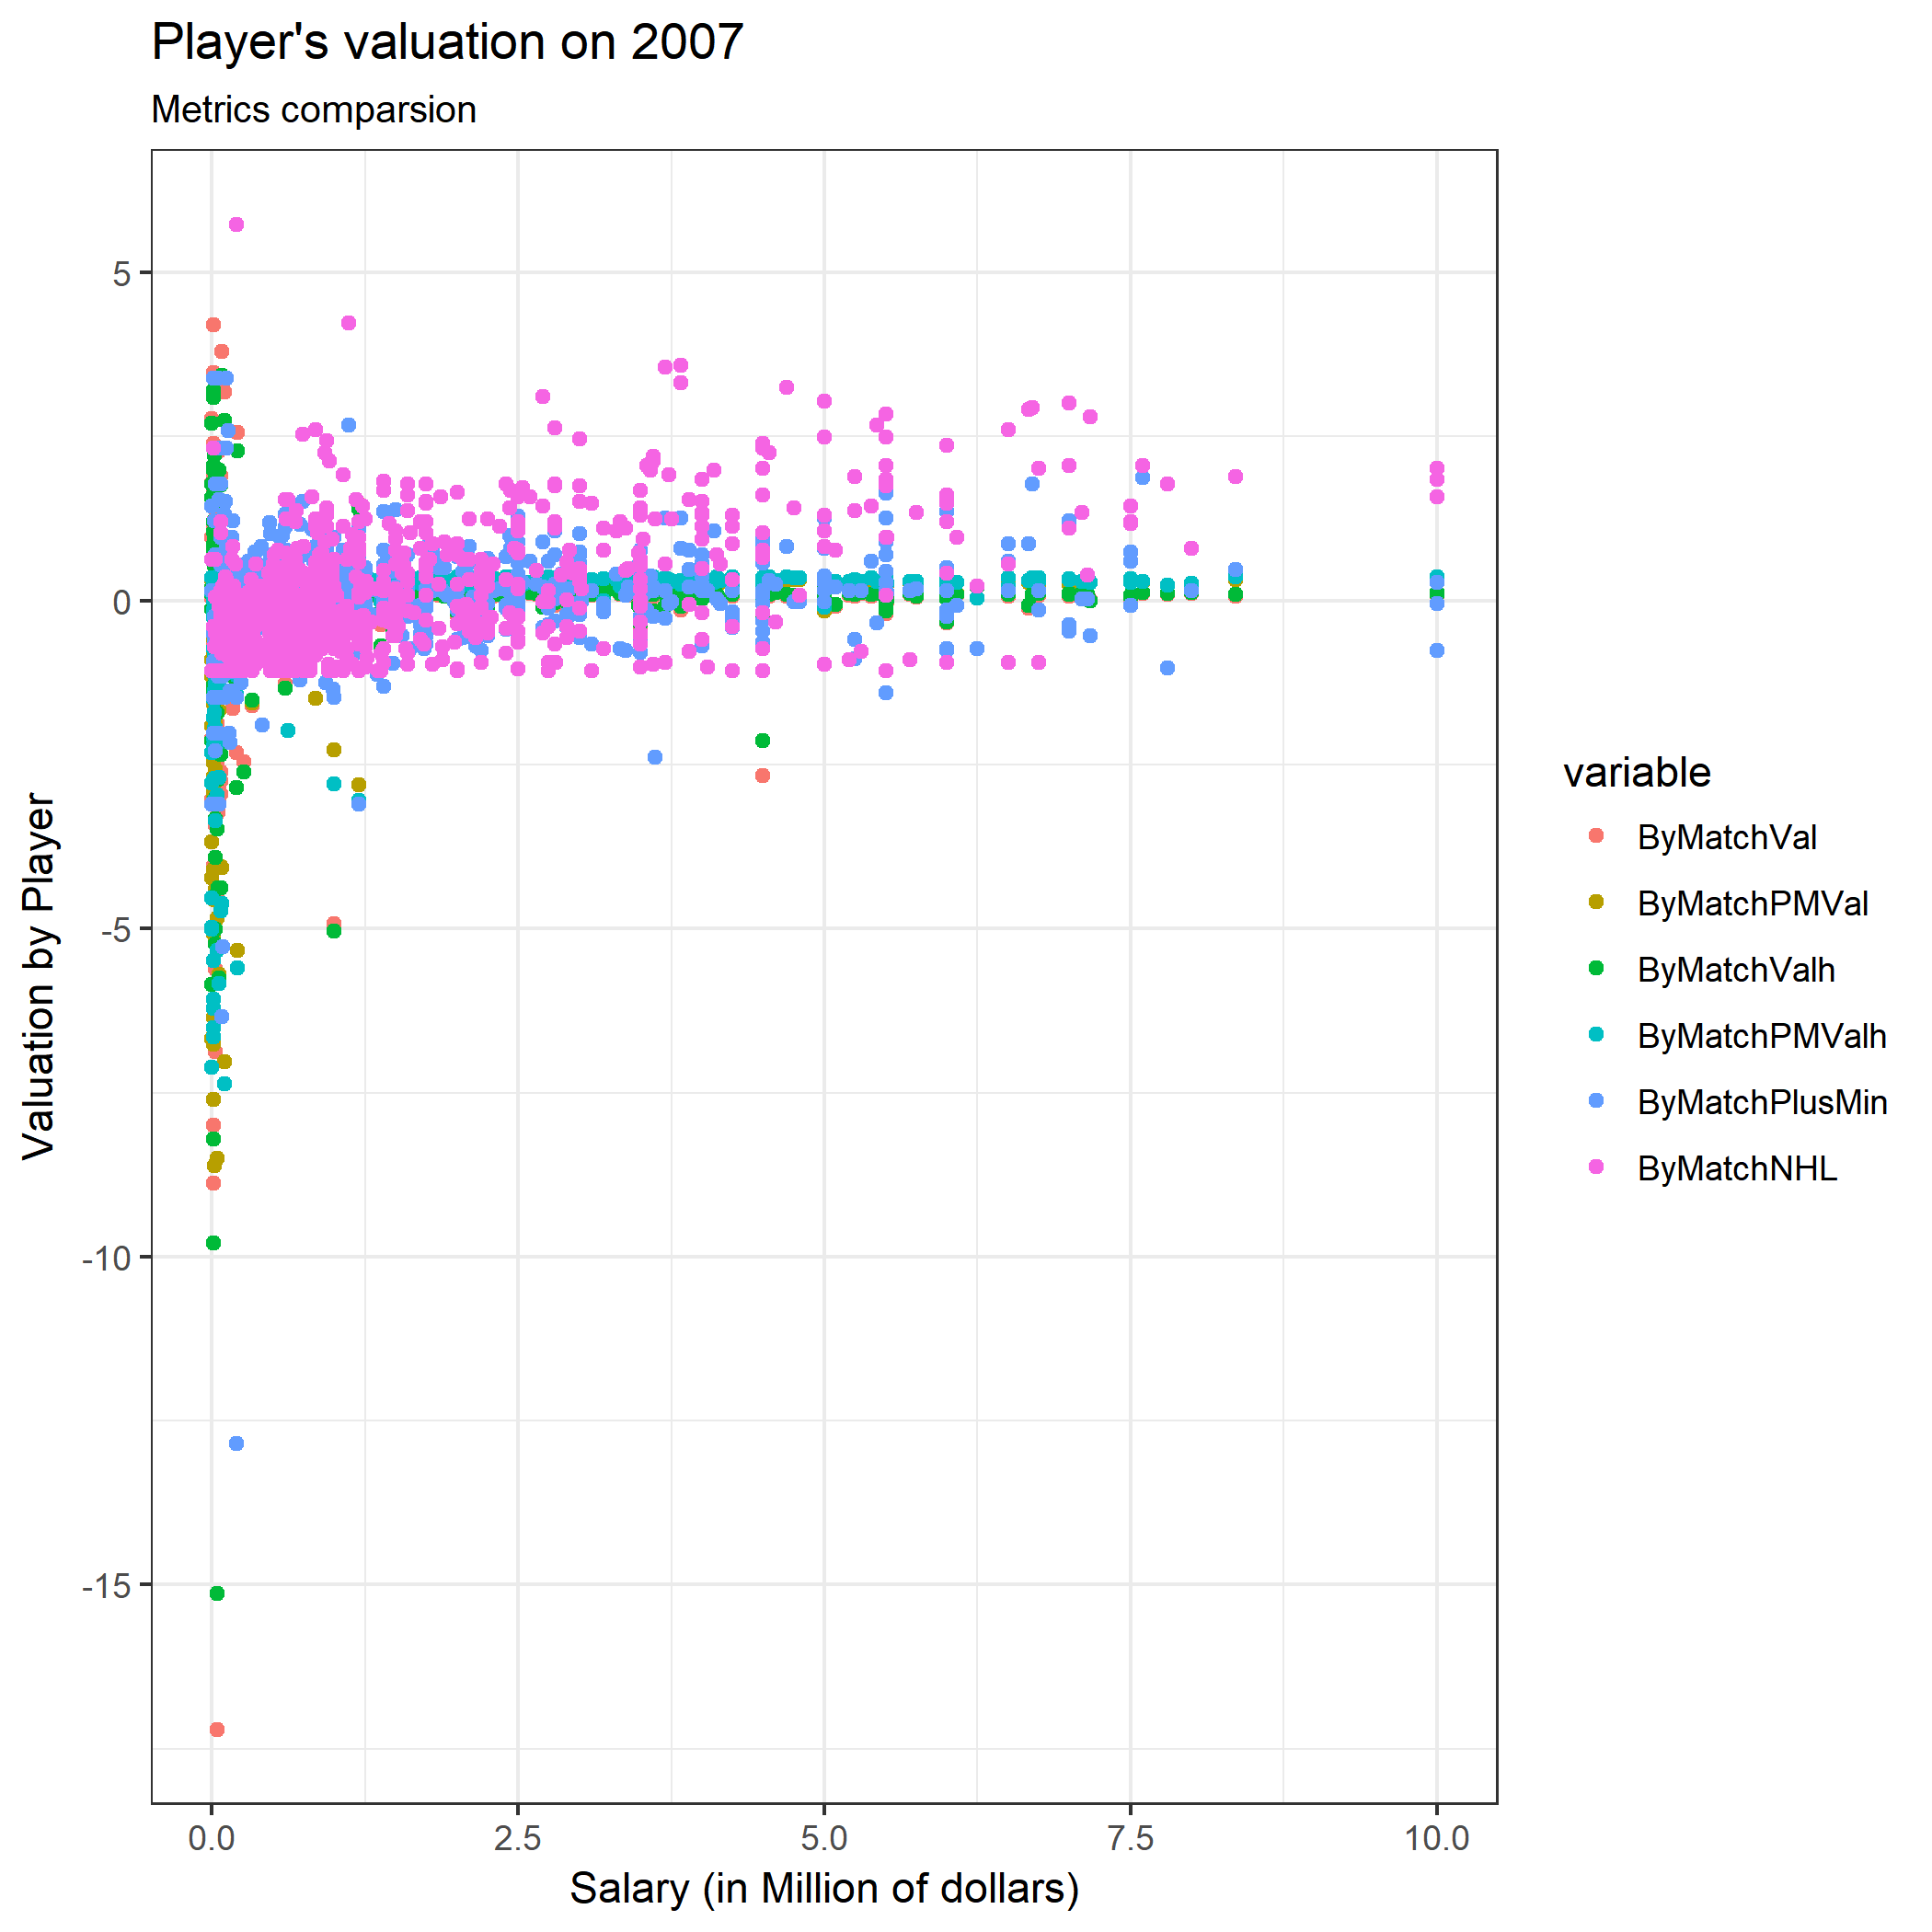 Player's valuation on 2007
Metrics comparsion
5
0
-5
-10
-15
Valuation by Player
0.0 2.5 5.0 7.5 10.0
Salary (in Million of dollars)
variable
ByMatchVal
ByMatchPMVal
ByMatchValh
ByMatchPMValh
ByMatchPlusMin
ByMatchNHL